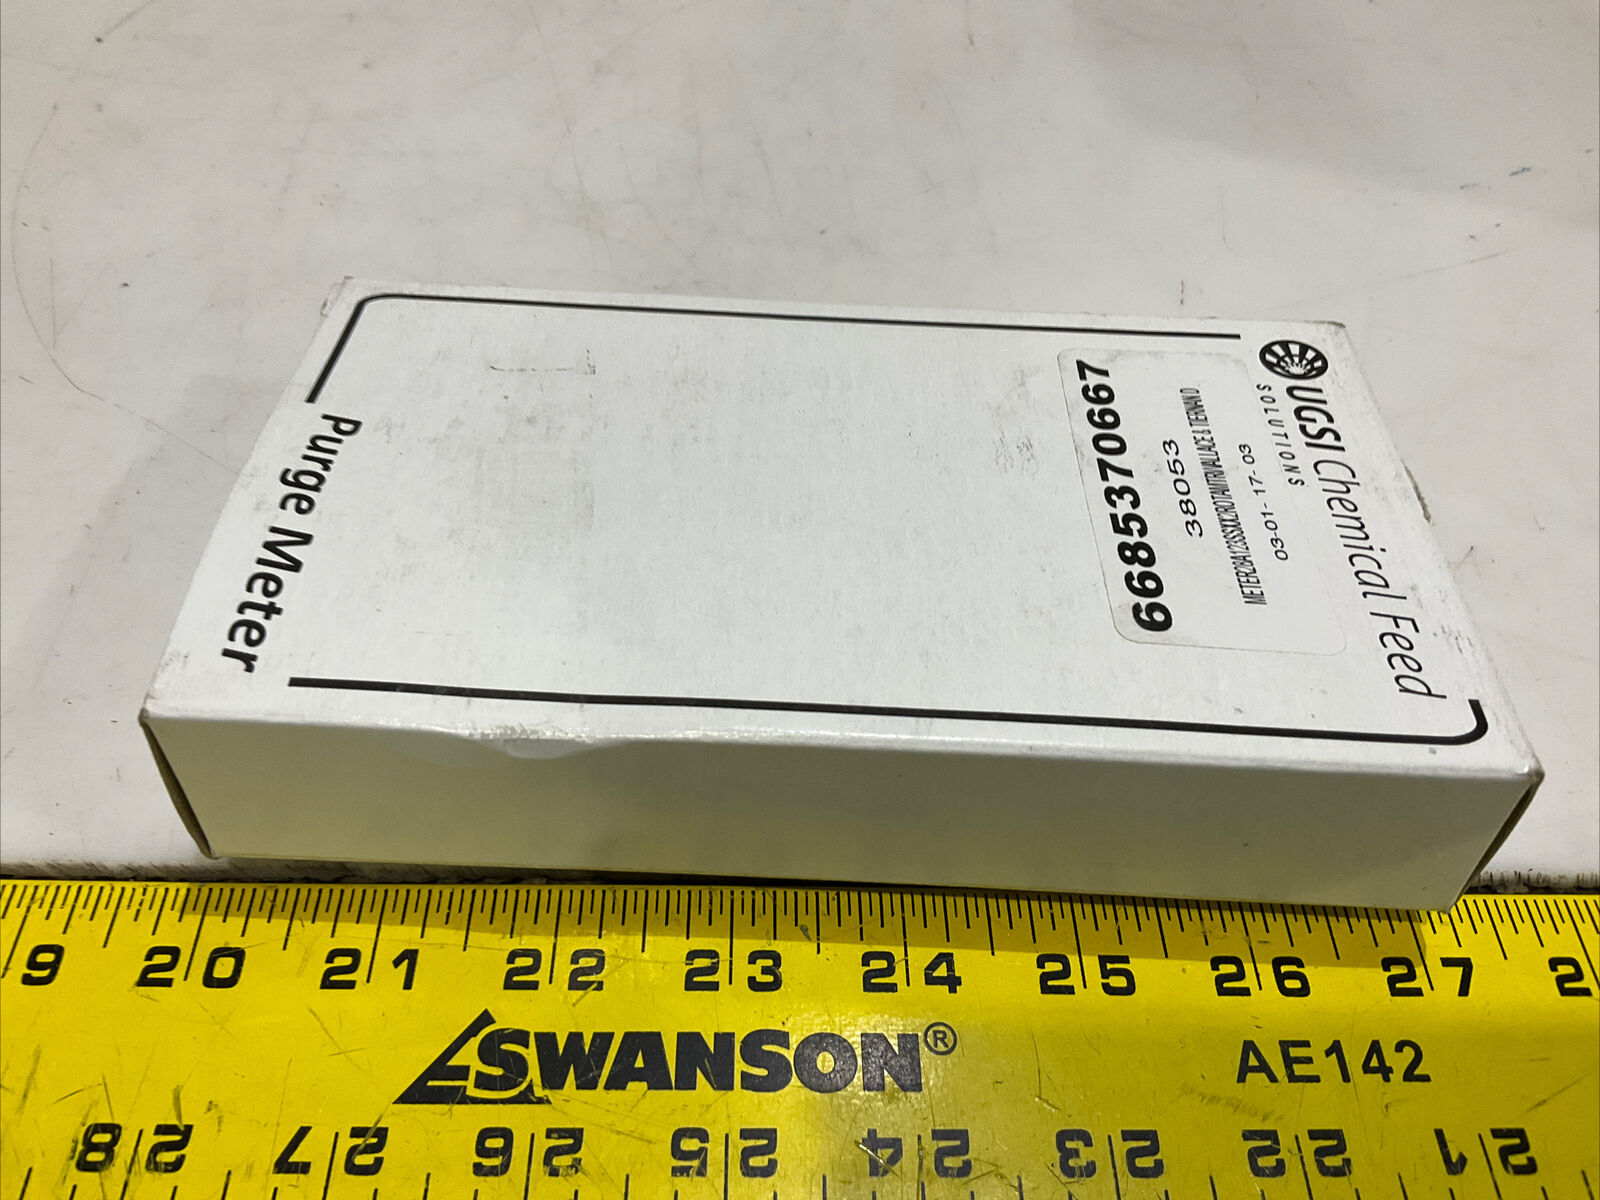 UGSI Chemical Feed
SOLUTIONS
6685370667
38053
03-01-17-03
Purge Meter
9 20 21 22 23 24 25 26 27 2
SWANSON®
AE142
28 27 26 25 24 23 22 21